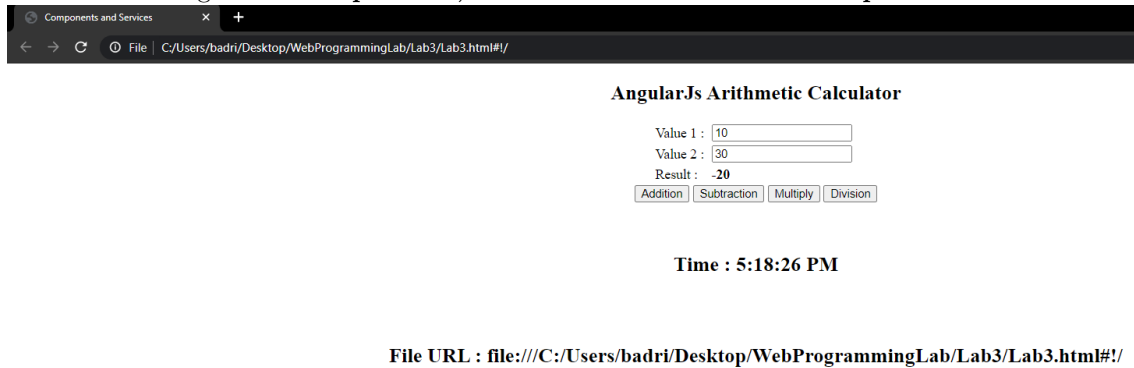 Components and Services
File | C:/Users/badri/Desktop/WebProgrammingLab/Lab3/Lab3.html#!/
AngularJs Arithmetic Calculator
Value 1 : 10
Value 2 : 30
Result : -20
Addition Subtraction Multiply Division
Time : 5:18:26 PM
File URL : file:///C:/Users/badri/Desktop/WebProgrammingLab/Lab3/Lab3.html#!/